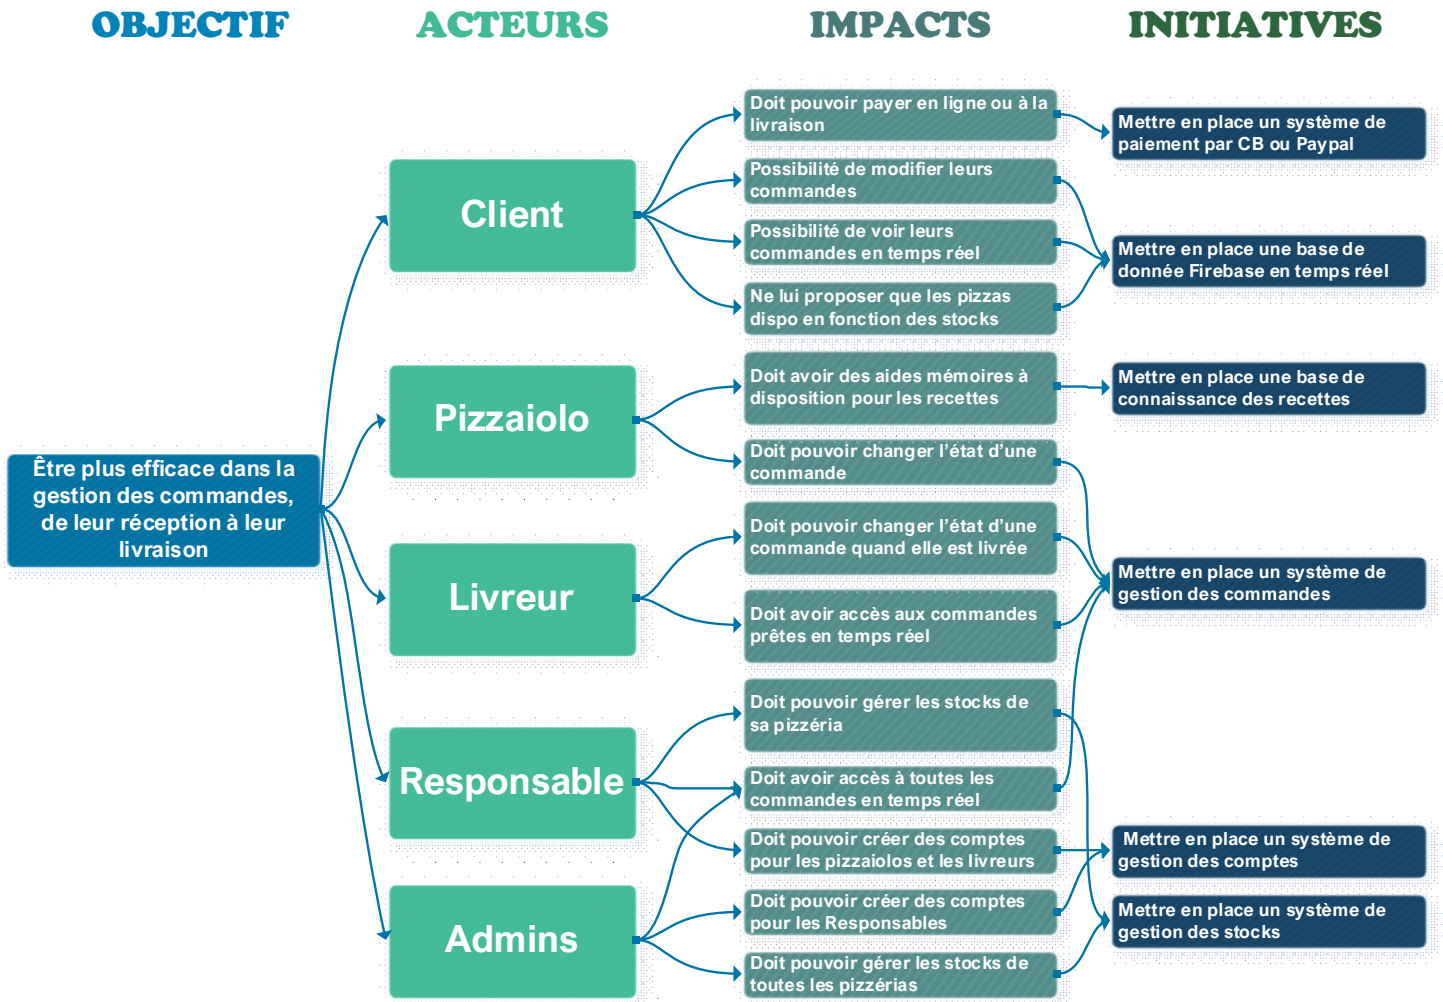 OBJECTIF
ACTEURS
IMPACTS
INITIATIVES
Être plus efficace dans la
gestion des commandes,
de leur réception à leur
livraison
Client
Pizzaiolo
Livreur
Responsable
Admins
Doit pouvoir payer en ligne ou à la
livraison
Possibilité de modifier leurs
commandes
Possibilité de voir leurs
commandes en temps réel
Ne lui proposer que les pizzas
dispo en fonction des stocks
Doit avoir des aides mémoires à
disposition pour les recettes
Doit pouvoir changer l’état d’une
commande
Doit pouvoir changer l’état d’une
commande quand elle est livrée
Doit avoir accès aux commandes
prêtes en temps réel
Doit pouvoir gérer les stocks de
sa pizzéria
Doit avoir accès à toutes les
commandes en temps réel
Doit pouvoir créer des comptes
pour les pizzaiolos et les livreurs
Doit pouvoir créer des comptes
pour les Responsables
Doit pouvoir gérer les stocks de
toutes les pizzérias
Mettre en place un système de
paiement par CB ou Paypal
Mettre en place une base de
donnée Firebase en temps réel
Mettre en place une base de
connaissance des recettes
Mettre en place un système de
gestion des commandes
Mettre en place un système de
gestion des comptes
Mettre en place un système de
gestion des stocks